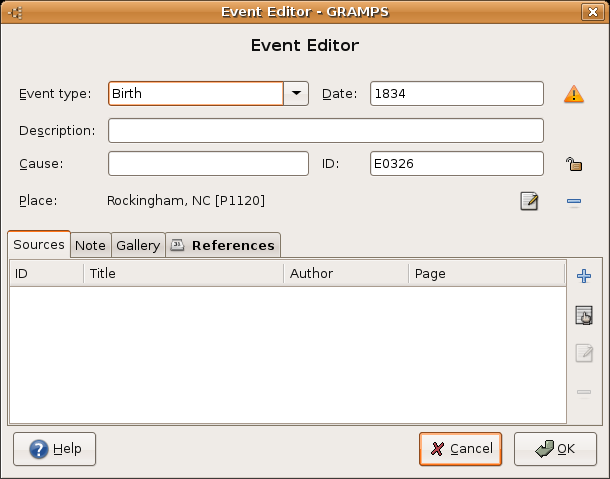 Event Editor - GRAMPS
Event Editor
Event type: Birth Date: 1834
Description:
Cause: ID: E0326
Place: Rockingham, NC [P1120]
Sources Note Gallery References
ID Title Author Page
Help Cancel OK